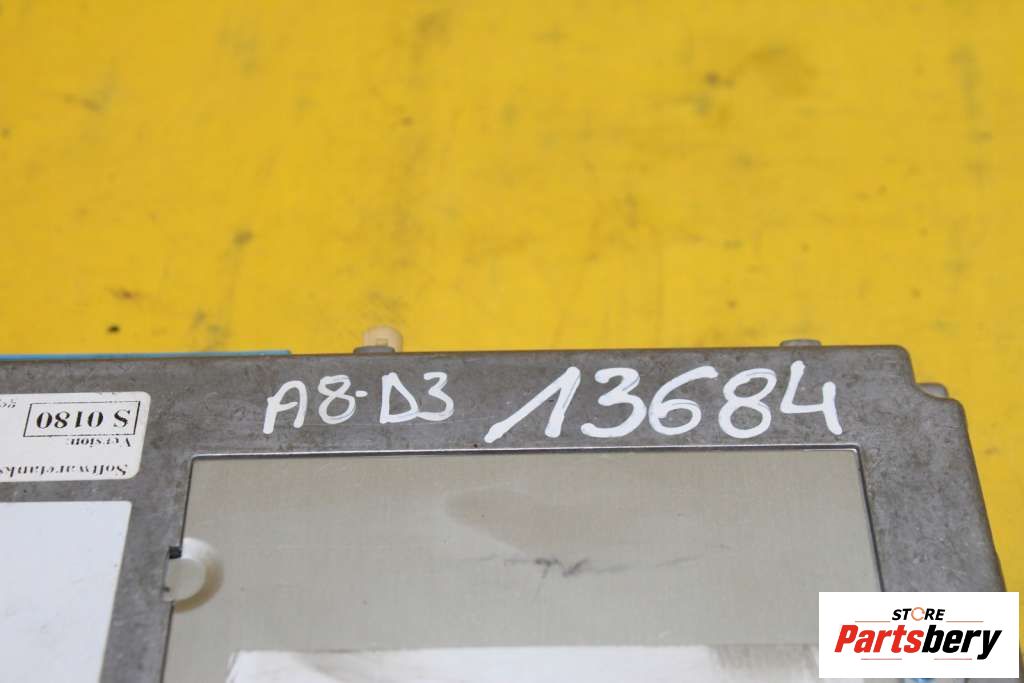 A8-D3 13684
S 0180
Version:
STORE
Partsbery